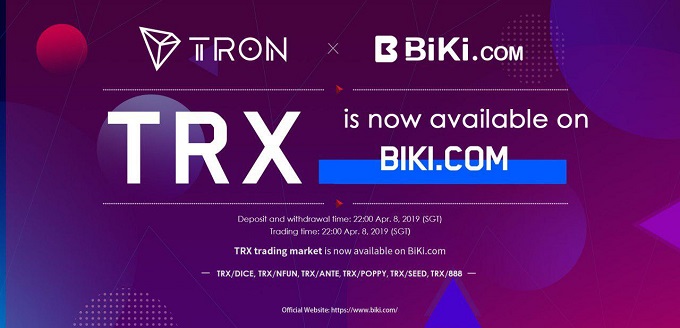 TRON × BiKi.COM
TRX
is now available on
BIKI.COM
Deposit and withdrawal time: 22:00 Apr. 8, 2019 (SGT)
Trading time: 22:00 Apr. 8, 2019 (SGT)
TRX trading market is now available on BiKi.com
— TRX/DICE, TRX/NFUN, TRX/ANTE, TRX/POPPY, TRX/SEED, TRX/888 —
Official Website: https://www.biki.com/